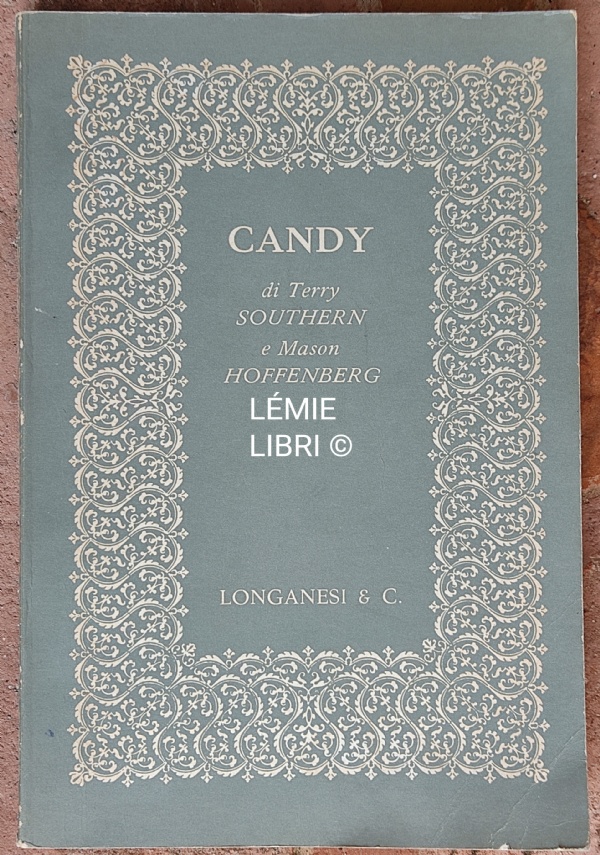 CANDY
di Terry
SOUTHERN
e Mason
HOFFENBERG
LÉMIE
LIBRI ©
LONGANESI & C.